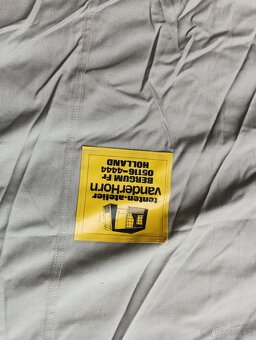 tenten.atelier
vanderHorn
BERGUM Fr
05116-4444
HOLLAND